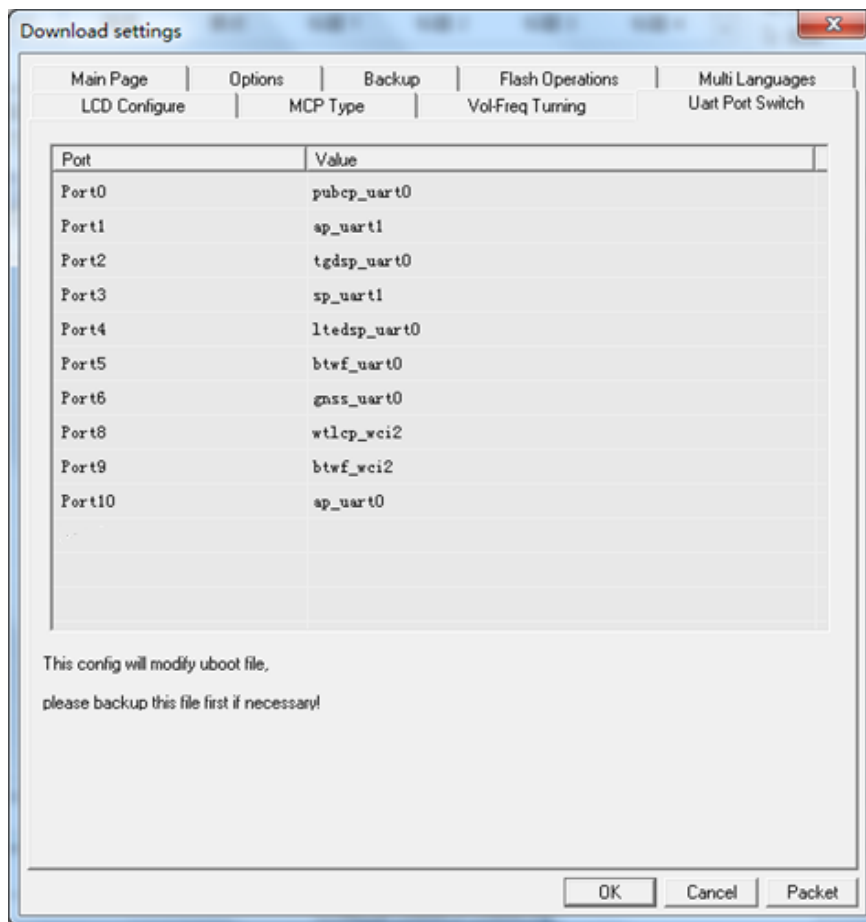 Download settings
Main Page Options Backup Flash Operations Multi Languages
LCD Configure MCP Type Vol-Freq Turning Uart Port Switch
Port Value
Port0 pubcp_uart0
Port1 ap_uart1
Port2 tgdsp_uart0
Port3 sp_uart1
Port4 ltedsp_uart0
Port5 btwf_uart0
Port6 gnss_uart0
Port8 wtlcp_wci2
Port9 btwf_wci2
Port10 ap_uart0
This config will modify uboot file,
please backup this file first if necessary!
OK Cancel Packet